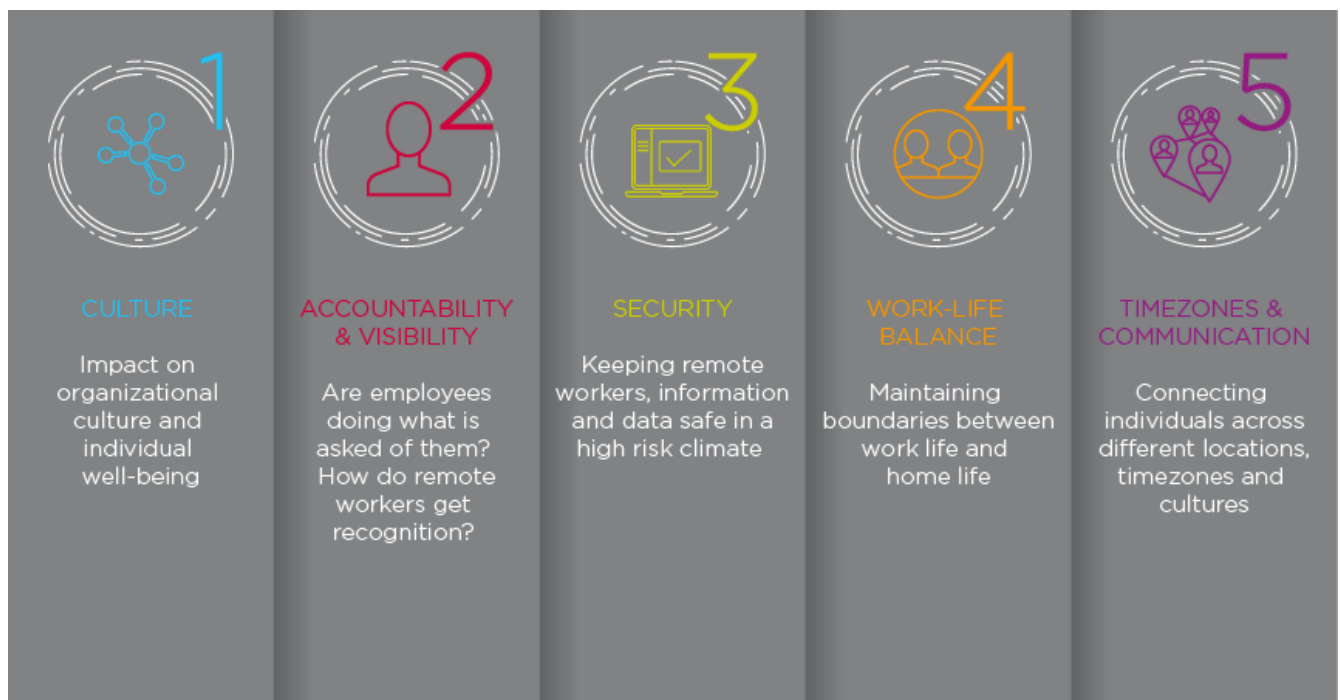 1
CULTURE
Impact on
organizational
culture and
individual
well-being
2
ACCOUNTABILITY
& VISIBILITY
Are employees
doing what is
asked of them?
How do remote
workers get
recognition?
3
SECURITY
Keeping remote
workers, information
and data safe in a
high risk climate
4
WORK-LIFE
BALANCE
Maintaining
boundaries between
work life and
home life
5
TIMEZONES &
COMMUNICATION
Connecting
individuals across
different locations,
timezones and
cultures